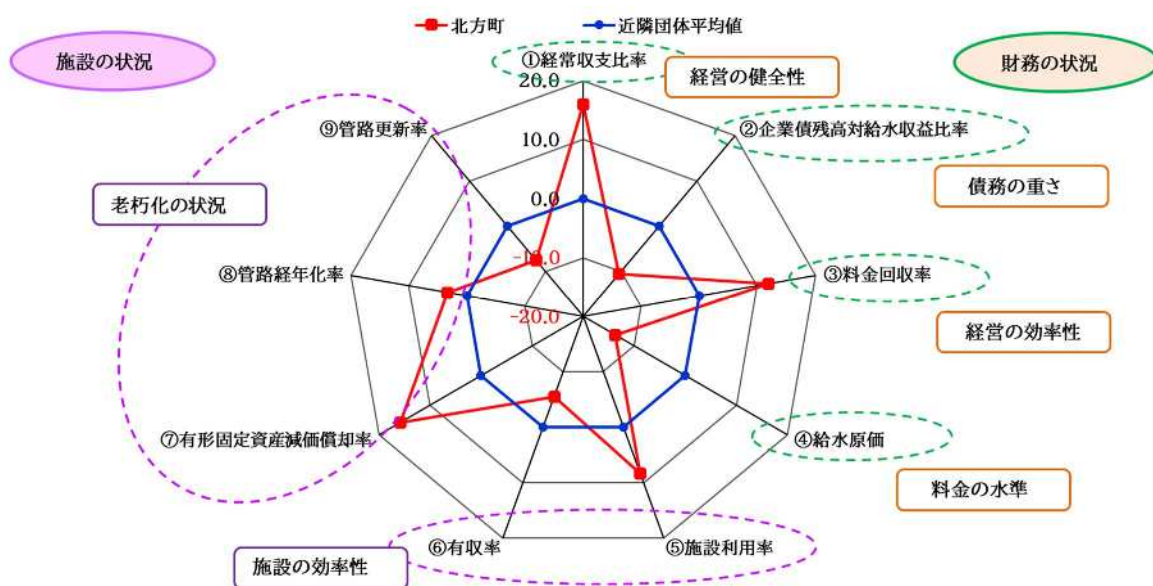 北方町
近隣団体平均値
施設の状況
財務の状況
①経常収支比率
経営の健全性
20.0
10.0
0.0
-10.0
-20.0
②企業債残高対給水収益比率
債務の重さ
③料金回収率
経営の効率性
④給水原価
料金の水準
⑤施設利用率
⑥有収率
施設の効率性
⑦有形固定資産減価償却率
⑧管路経年化率
老朽化の状況
⑨管路更新率